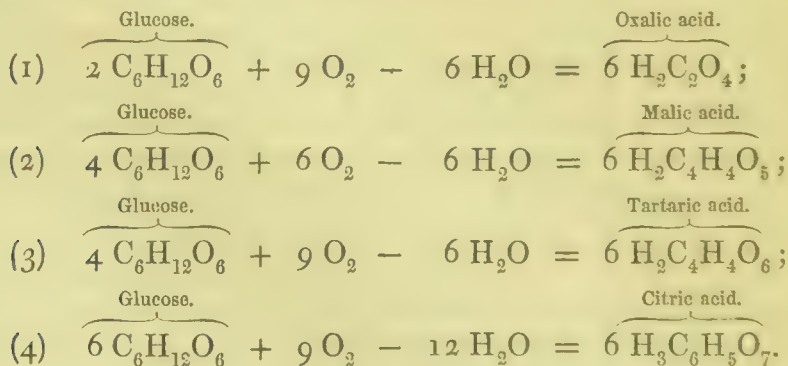 Glucose. Oxalic acid.
(1) 2 C₆H₁₂O₆ + 9 O₂ − 6 H₂O = 6 H₂C₂O₄;
Glucose. Malic acid.
(2) 4 C₆H₁₂O₆ + 6 O₂ − 6 H₂O = 6 H₂C₄H₄O₅;
Glucose. Tartaric acid.
(3) 4 C₆H₁₂O₆ + 9 O₂ − 6 H₂O = 6 H₂C₄H₄O₆;
Glucose. Citric acid.
(4) 6 C₆H₁₂O₆ + 9 O₂ − 12 H₂O = 6 H₃C₆H₅O₇.